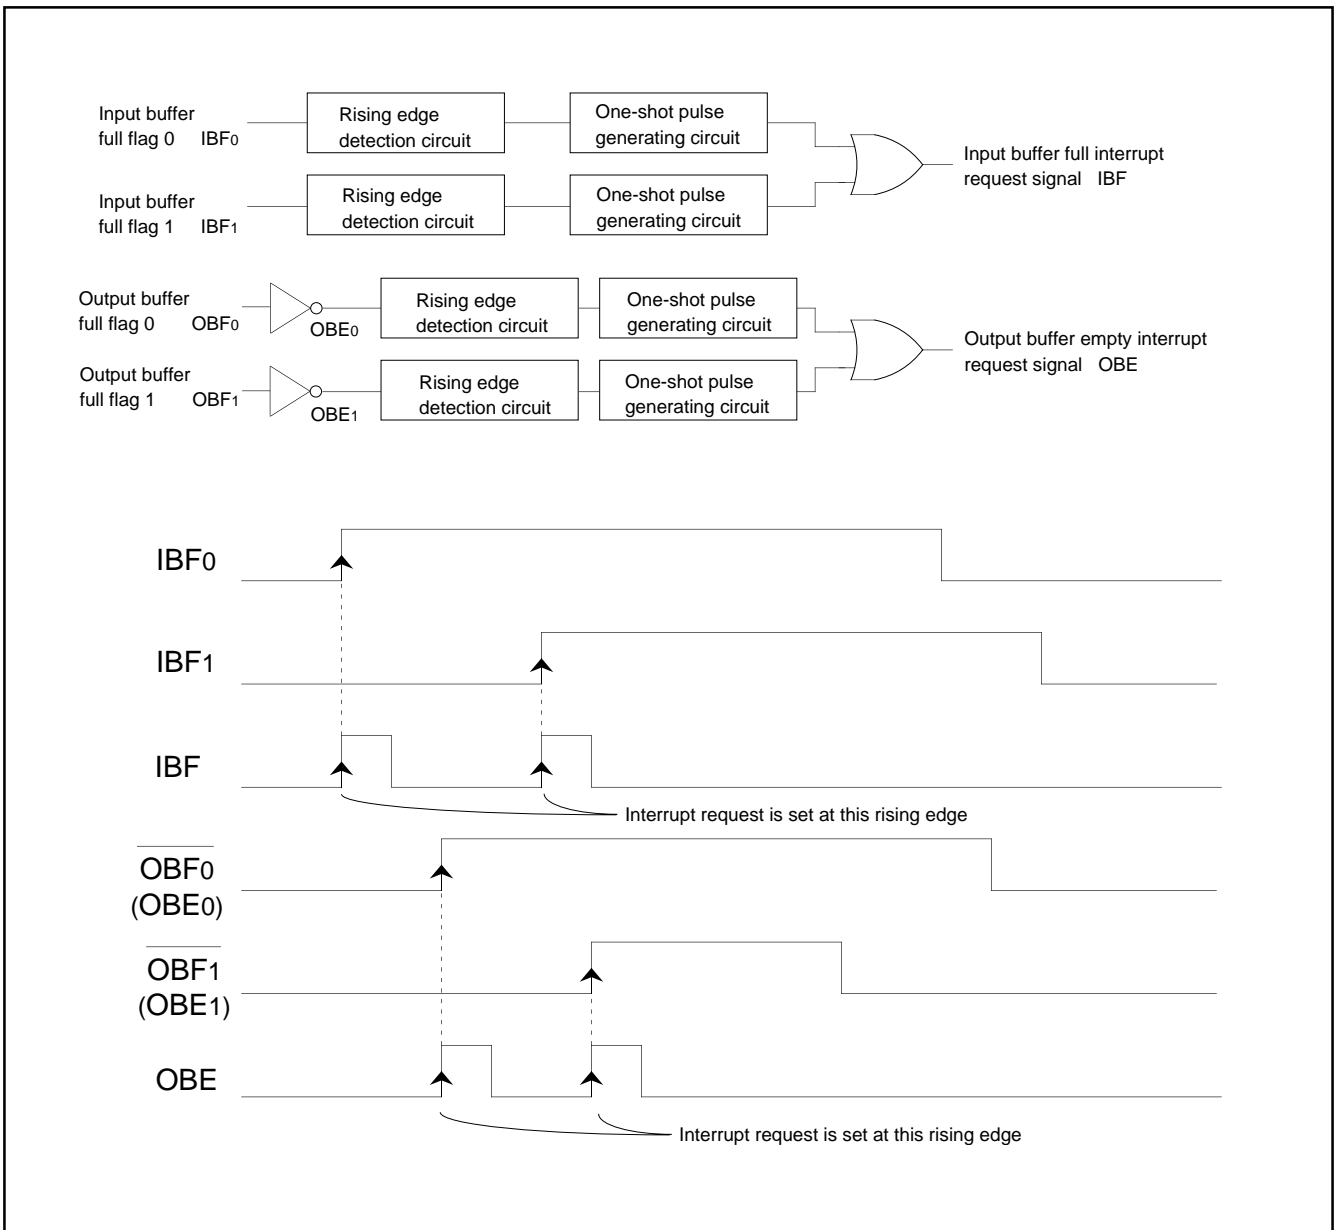 Input buffer
full flag 0 IBF0
Rising edge
detection circuit
One-shot pulse
generating circuit
Input buffer full interrupt
request signal IBF
Input buffer
full flag 1 IBF1
Rising edge
detection circuit
One-shot pulse
generating circuit
Output buffer
full flag 0 OBF0
OBE0
Rising edge
detection circuit
One-shot pulse
generating circuit
Output buffer empty interrupt
request signal OBE
Output buffer
full flag 1 OBF1
OBE1
Rising edge
detection circuit
One-shot pulse
generating circuit
IBF0
IBF1
IBF
Interrupt request is set at this rising edge
OBF0
(OBE0)
OBF1
(OBE1)
OBE
Interrupt request is set at this rising edge